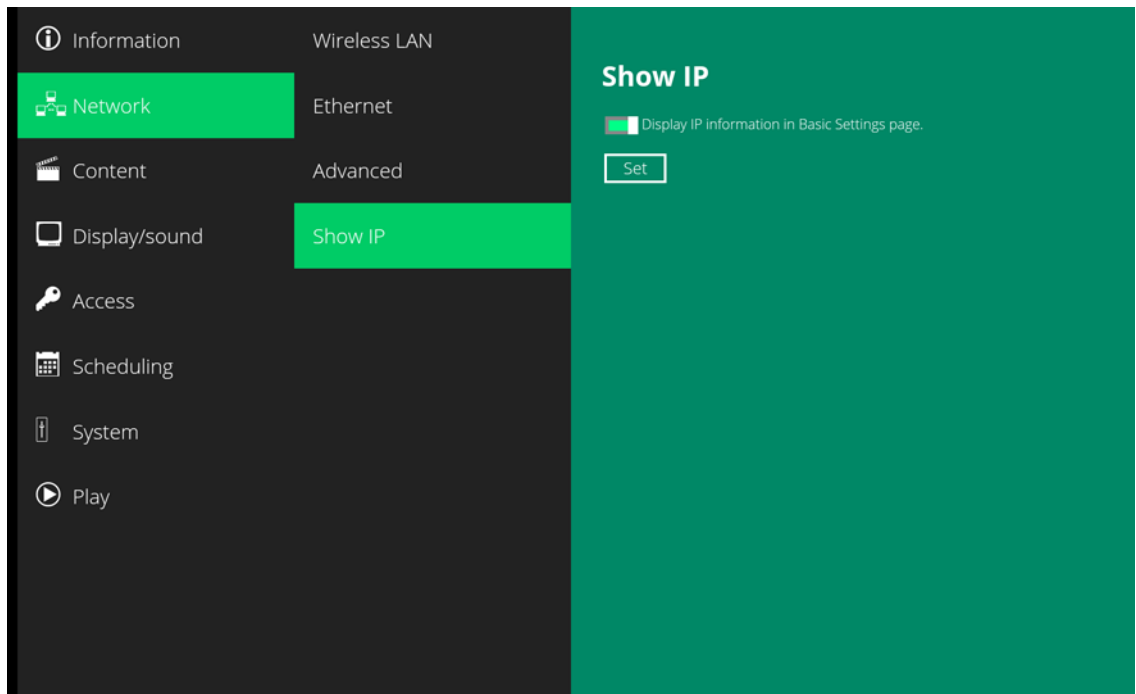 Information
Network
Content
Display/sound
Access
Scheduling
System
Play
Wireless LAN
Ethernet
Advanced
Show IP
Show IP
Display IP information in Basic Settings page.
Set